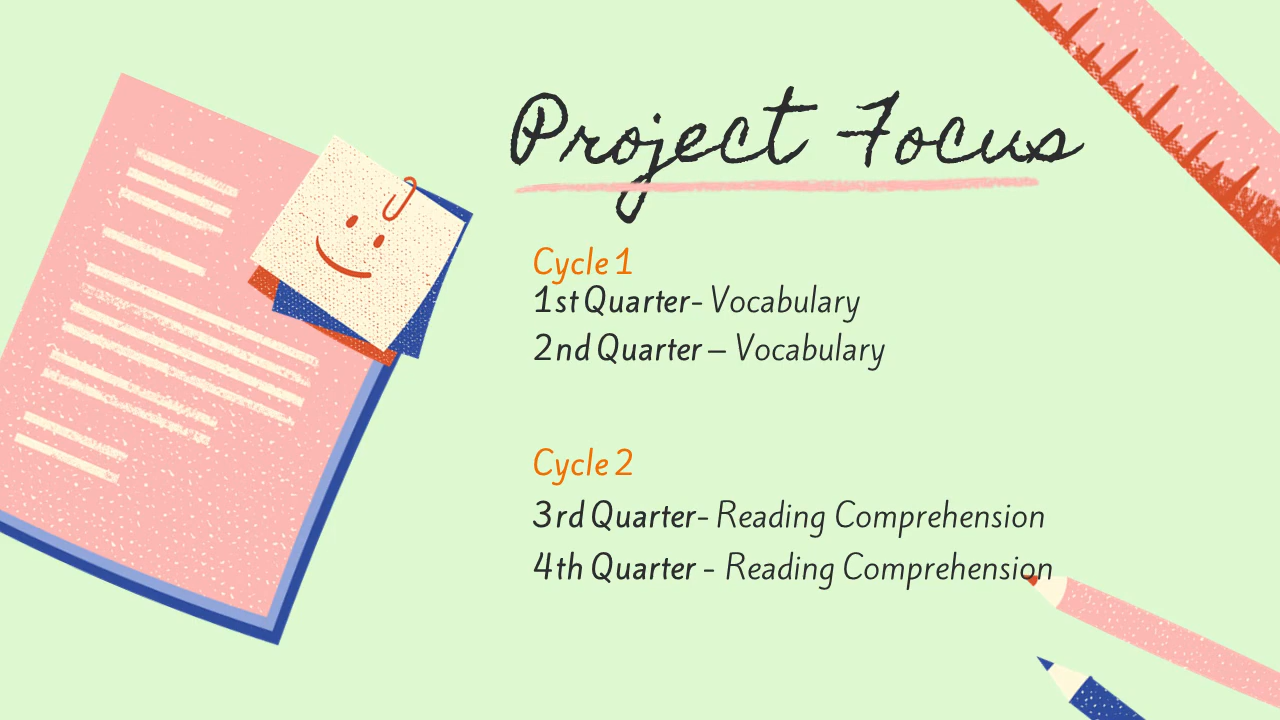 Project Focus
Cycle 1
1st Quarter- Vocabulary
2nd Quarter – Vocabulary
Cycle 2
3rd Quarter- Reading Comprehension
4th Quarter - Reading Comprehension